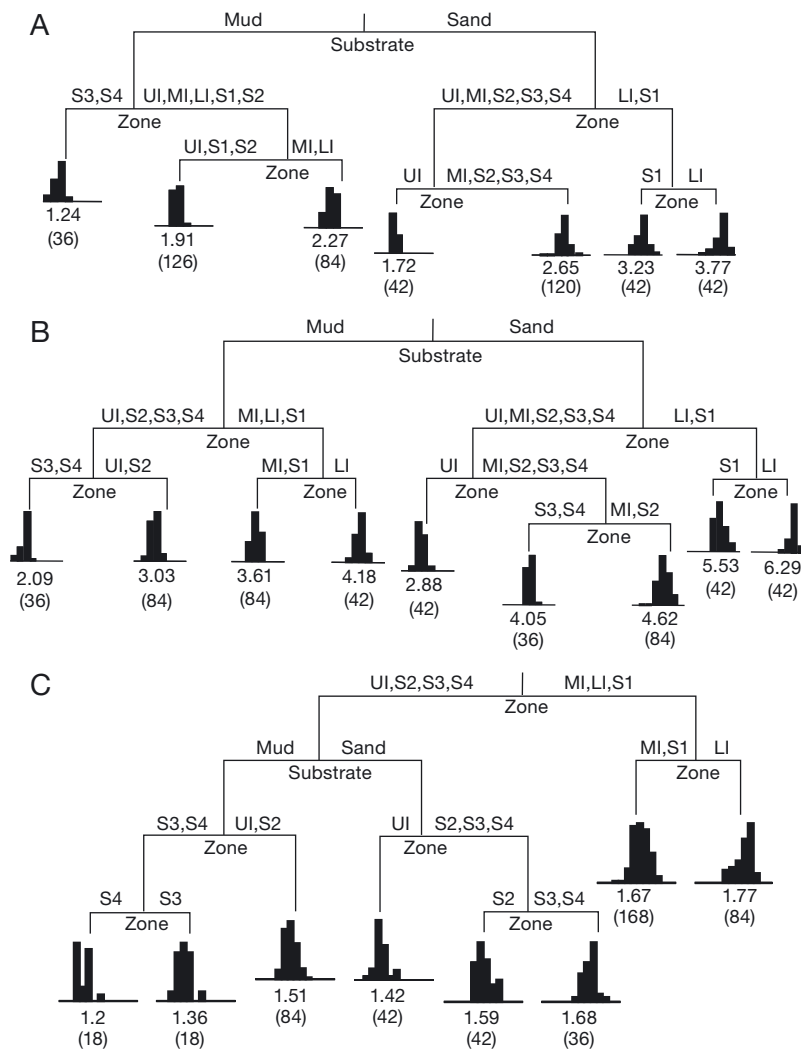 A
Mud Sand
Substrate
S3,S4 UI,MI,LI,S1,S2 UI,MI,S2,S3,S4 LI,S1
Zone Zone
UI,S1,S2 MI,LI UI MI,S2,S3,S4 S1 LI
Zone Zone Zone
1.24 1.91 2.27 1.72 2.65 3.23 3.77
(36) (126) (84) (42) (120) (42) (42)
B
Mud Sand
Substrate
UI,S2,S3,S4 MI,LI,S1 UI,MI,S2,S3,S4 LI,S1
Zone Zone
S3,S4 UI,S2 MI,S1 LI UI MI,S2,S3,S4 S1 LI
Zone Zone Zone Zone
S3,S4 MI,S2
Zone
2.09 3.03 3.61 4.18 2.88 4.05 4.62 5.53 6.29
(36) (84) (84) (42) (42) (36) (84) (42) (42)
C
UI,S2,S3,S4 MI,LI,S1
Zone
Mud Sand MI,S1 LI
Substrate Zone
S3,S4 UI,S2 UI S2,S3,S4
Zone Zone
1.67 1.77
(168) (84)
S4 S3 S2 S3,S4
Zone Zone
1.2 1.36 1.51 1.42 1.59 1.68
(18) (18) (84) (42) (42) (36)